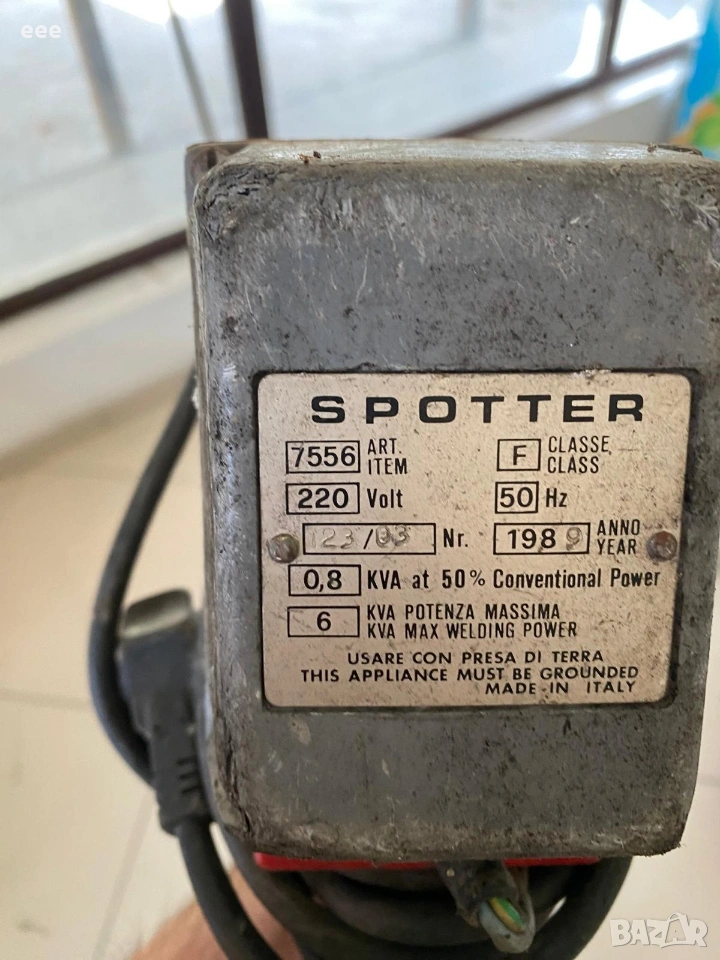 eee
SPOTTER
7556 ART. ITEM F CLASSE CLASS
220 Volt 50 Hz
123/03 Nr. 1989 ANNO YEAR
0,8 KVA at 50% Conventional Power
6 KVA POTENZA MASSIMA
KVA MAX WELDING POWER
USARE CON PRESA DI TERRA
THIS APPLIANCE MUST BE GROUNDED
MADE-IN ITALY
BAZAR